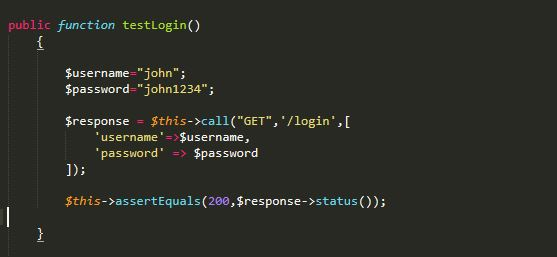 public function testLogin()
{
$username="john";
$password="john1234";
$response = $this->call("GET",'/login',[
'username'=>$username,
'password' => $password
]);
$this->assertEquals(200,$response->status());
}